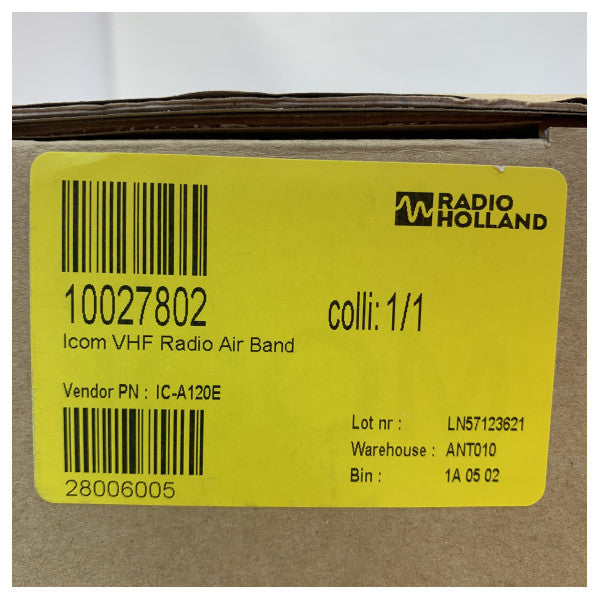 RADIO
HOLLAND
10027802
colli: 1/1
Icom VHF Radio Air Band
Vendor PN : IC-A120E
28006005
Lot nr : LN57123621
Warehouse : ANT010
Bin : 1A 05 02